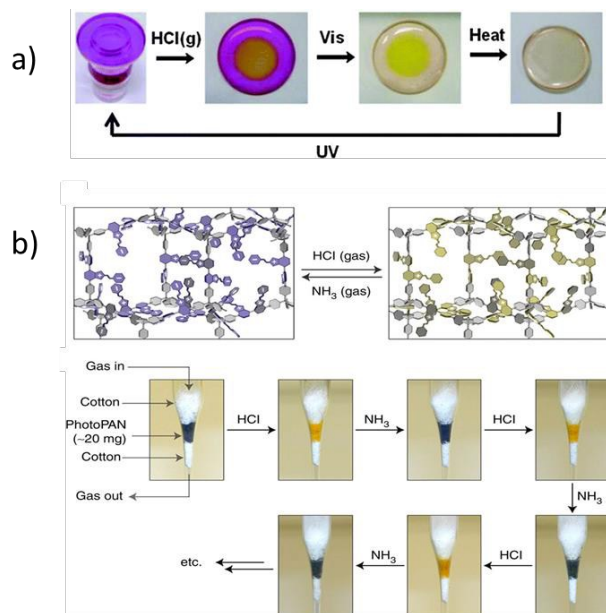 a)
HCl(g)
Vis
Heat
UV
b)
HCl (gas)
NH3 (gas)
Gas in
Cotton
PhotoPAN
(~20 mg)
Cotton
Gas out
HCl
NH3
HCl
NH3
HCl
NH3
etc.